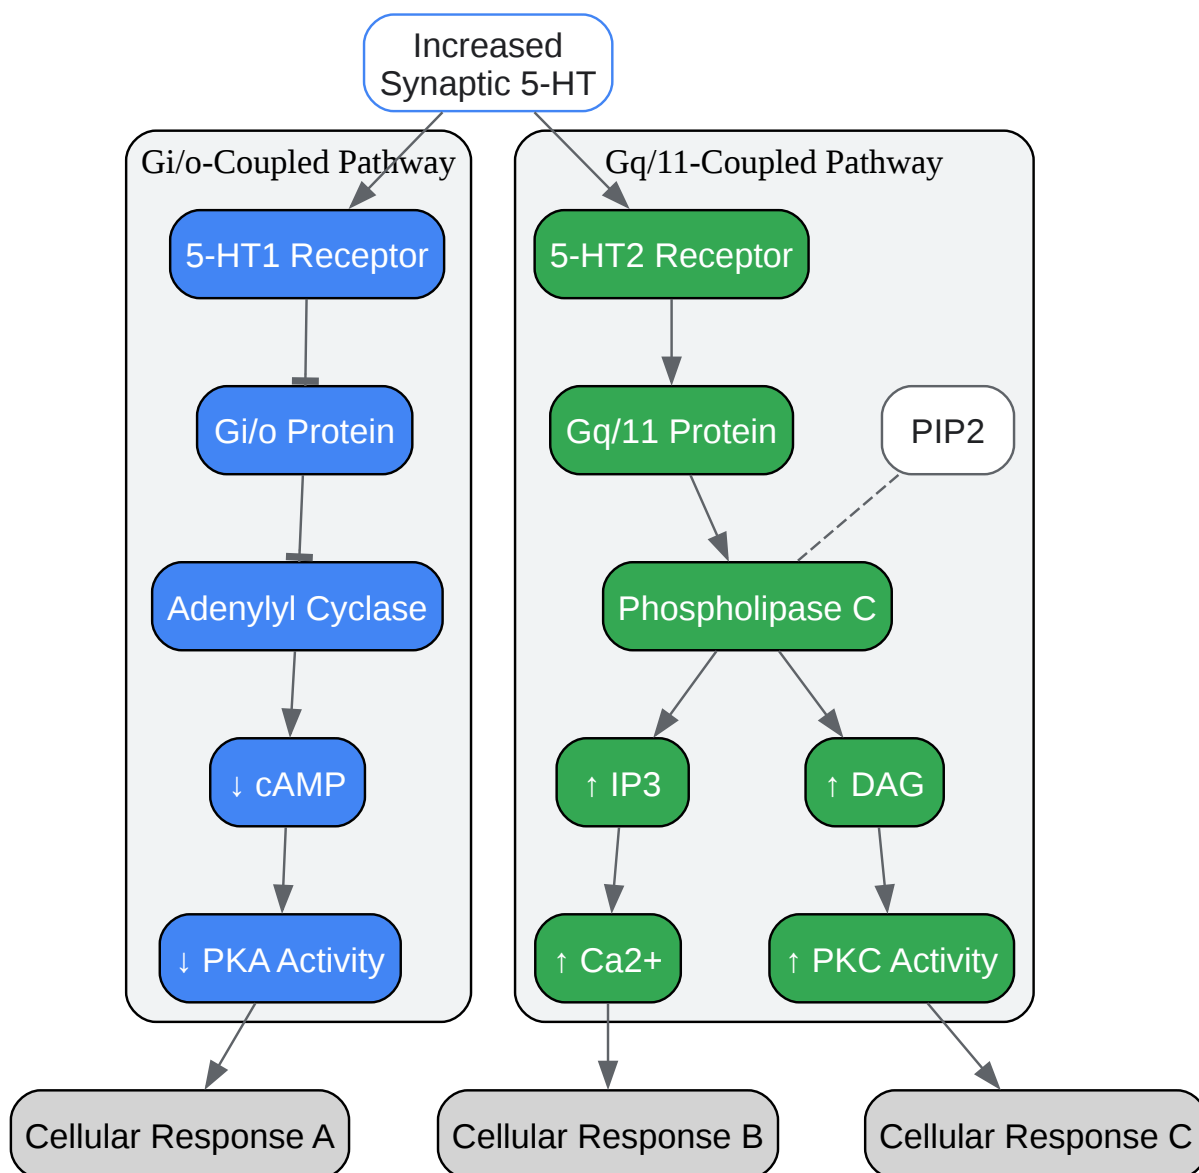 Increased
Synaptic 5-HT
Gi/o-Coupled Pathway
Gq/11-Coupled Pathway
5-HT1 Receptor
5-HT2 Receptor
Gi/o Protein
Gq/11 Protein
PIP2
Adenylyl Cyclase
Phospholipase C
↓ cAMP
↑ IP3
↑ DAG
↓ PKA Activity
↑ Ca2+
↑ PKC Activity
Cellular Response A
Cellular Response B
Cellular Response C